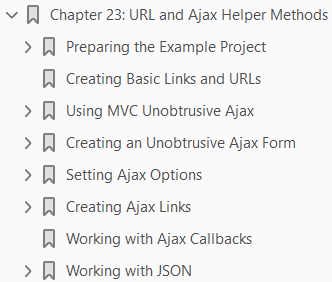 Chapter 23: URL and Ajax Helper Methods
Preparing the Example Project
Creating Basic Links and URLs
Using MVC Unobtrusive Ajax
Creating an Unobtrusive Ajax Form
Setting Ajax Options
Creating Ajax Links
Working with Ajax Callbacks
Working with JSON